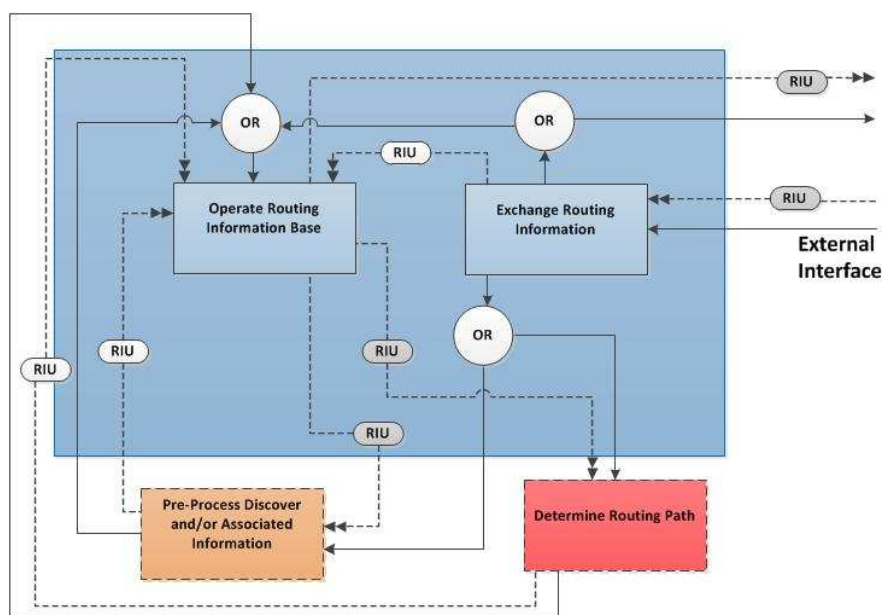 RIU
OR
OR
RIU
RIU
Operate Routing
Information Base
Exchange Routing
Information
External
Interface
OR
RIU
RIU
RIU
RIU
Pre-Process Discover
and/or Associated
Information
Determine Routing Path